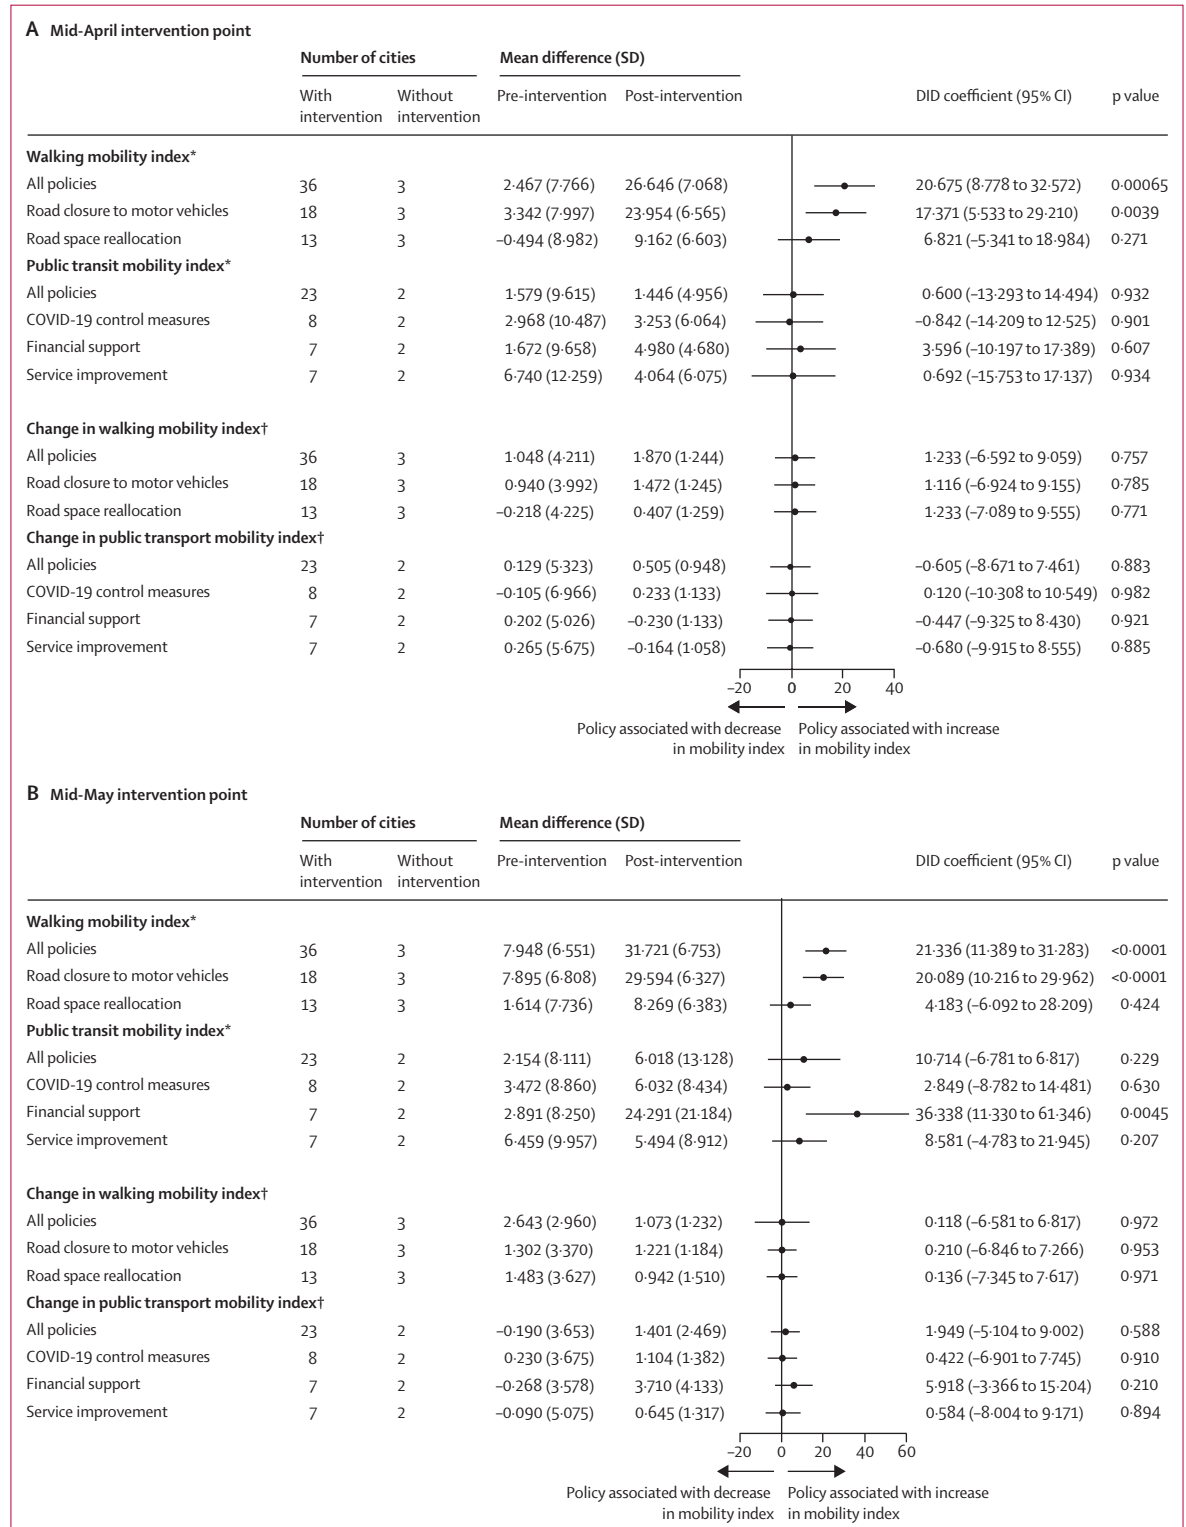 A Mid-April intervention point
Number of cities Mean difference (SD)
With intervention Without intervention Pre-intervention Post-intervention DID coefficient (95% CI) p value
Walking mobility index*
All policies 36 3 2·467 (7·766) 26·646 (7·068) 20·675 (8·778 to 32·572) 0·00065
Road closure to motor vehicles 18 3 3·342 (7·997) 23·954 (6·565) 17·371 (5·533 to 29·210) 0·0039
Road space reallocation 13 3 −0·494 (8·982) 9·162 (6·603) 6·821 (−5·341 to 18·984) 0·271
Public transit mobility index*
All policies 23 2 1·579 (9·615) 1·446 (4·956) 0·600 (−13·293 to 14·494) 0·932
COVID-19 control measures 8 2 2·968 (10·487) 3·253 (6·064) −0·842 (−14·209 to 12·525) 0·901
Financial support 7 2 1·672 (9·658) 4·980 (4·680) 3·596 (−10·197 to 17·389) 0·607
Service improvement 7 2 6·740 (12·259) 4·064 (6·075) 0·692 (−15·753 to 17·137) 0·934
Change in walking mobility index†
All policies 36 3 1·048 (4·211) 1·870 (1·244) 1·233 (−6·592 to 9·059) 0·757
Road closure to motor vehicles 18 3 0·940 (3·992) 1·472 (1·245) 1·116 (−6·924 to 9·155) 0·785
Road space reallocation 13 3 −0·218 (4·225) 0·407 (1·259) 1·233 (−7·089 to 9·555) 0·771
Change in public transport mobility index†
All policies 23 2 0·129 (5·323) 0·505 (0·948) −0·605 (−8·671 to 7·461) 0·883
COVID-19 control measures 8 2 −0·105 (6·966) 0·233 (1·133) 0·120 (−10·308 to 10·549) 0·982
Financial support 7 2 0·202 (5·026) −0·230 (1·133) −0·447 (−9·325 to 8·430) 0·921
Service improvement 7 2 0·265 (5·675) −0·164 (1·058) −0·680 (−9·915 to 8·555) 0·885
−20 0 20 40
Policy associated with decrease Policy associated with increase
in mobility index in mobility index
B Mid-May intervention point
Number of cities Mean difference (SD)
With intervention Without intervention Pre-intervention Post-intervention DID coefficient (95% CI) p value
Walking mobility index*
All policies 36 3 7·948 (6·551) 31·721 (6·753) 21·336 (11·389 to 31·283) <0·0001
Road closure to motor vehicles 18 3 7·895 (6·808) 29·594 (6·327) 20·089 (10·216 to 29·962) <0·0001
Road space reallocation 13 3 1·614 (7·736) 8·269 (6·383) 4·183 (−6·092 to 28·209) 0·424
Public transit mobility index*
All policies 23 2 2·154 (8·111) 6·018 (13·128) 10·714 (−6·781 to 6·817) 0·229
COVID-19 control measures 8 2 3·472 (8·860) 6·032 (8·434) 2·849 (−8·782 to 14·481) 0·630
Financial support 7 2 2·891 (8·250) 24·291 (21·184) 36·338 (11·330 to 61·346) 0·0045
Service improvement 7 2 6·459 (9·957) 5·494 (8·912) 8·581 (−4·783 to 21·945) 0·207
Change in walking mobility index†
All policies 36 3 2·643 (2·960) 1·073 (1·232) 0·118 (−6·581 to 6·817) 0·972
Road closure to motor vehicles 18 3 1·302 (3·370) 1·221 (1·184) 0·210 (−6·846 to 7·266) 0·953
Road space reallocation 13 3 1·483 (3·627) 0·942 (1·510) 0·136 (−7·345 to 7·617) 0·971
Change in public transport mobility index†
All policies 23 2 −0·190 (3·653) 1·401 (2·469) 1·949 (−5·104 to 9·002) 0·588
COVID-19 control measures 8 2 0·230 (3·675) 1·104 (1·382) 0·422 (−6·901 to 7·745) 0·910
Financial support 7 2 −0·268 (3·578) 3·710 (4·133) 5·918 (−3·366 to 15·204) 0·210
Service improvement 7 2 −0·090 (5·075) 0·645 (1·317) 0·584 (−8·004 to 9·171) 0·894
−20 0 20 40 60
Policy associated with decrease Policy associated with increase
in mobility index in mobility index